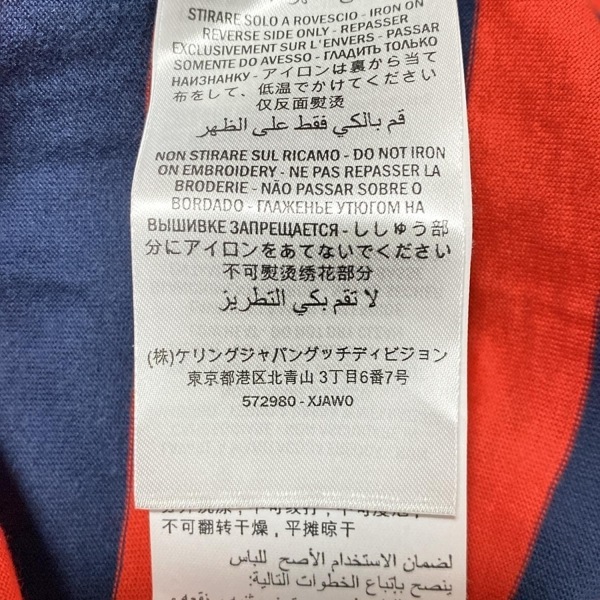 STIRARE SOLO A ROVESCIO - IRON ON
REVERSE SIDE ONLY - REPASSER
EXCLUSIVEMENT SUR L'ENVERS - PASSAR
SOMENTE DO AVESSO - ГЛАДИТЬ ТОЛЬКО
НАИЗНАНКУ - アイロンは裏から当て
布をして、低温でかけてください
仅反面熨烫
قم بالكي فقط على الظهر
NON STIRARE SUL RICAMO - DO NOT IRON
ON EMBROIDERY - NE PAS REPASSER LA
BRODERIE - NÃO PASSAR SOBRE O
BORDADO - ГЛАЖЕНЬЕ УТЮГОМ НА
ВЫШИВКЕ ЗАПРЕЩАЕТСЯ - ししゅう部
分にアイロンをあてないでください
不可熨烫绣花部分
لا تقم بكي التطريز
(株)ケリングジャパングッチディビジョン
東京都港区北青山 3丁目6番7号
572980 - XJAW0
不可翻转干燥，平摊晾干
لضمان الاستخدام الأصح للباس
ينصح بإتباع الخطوات التالية: